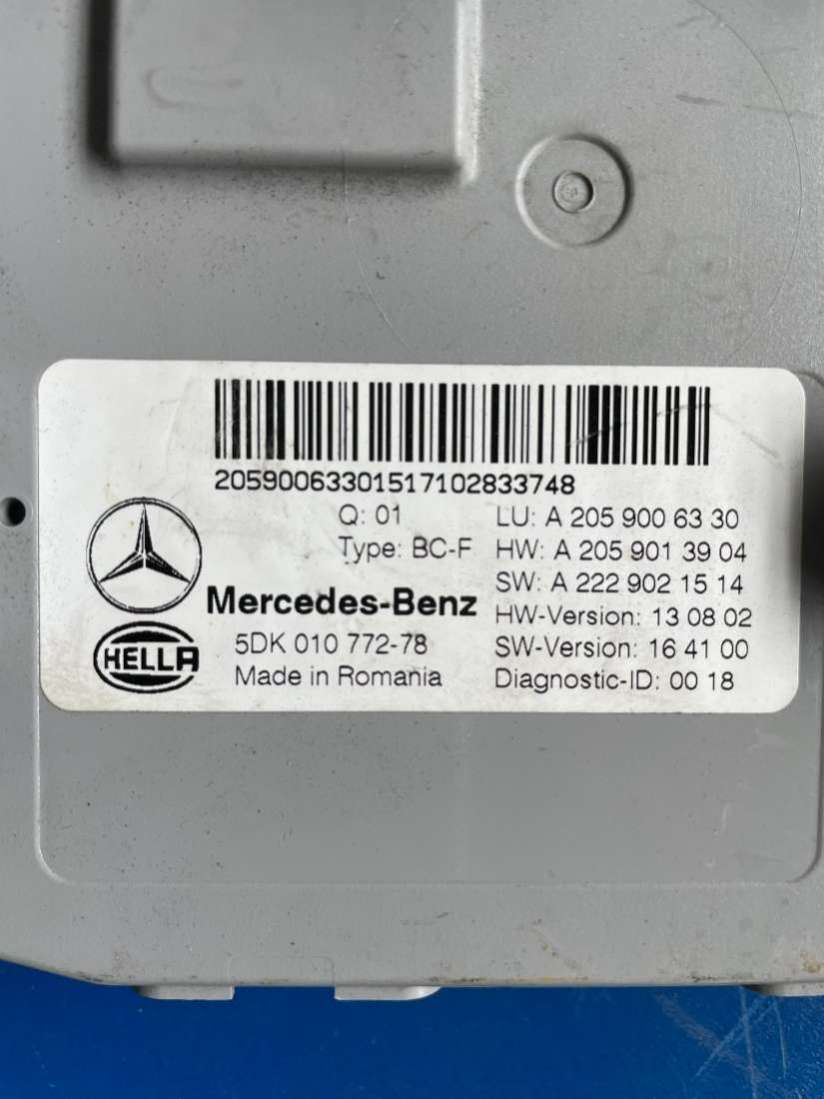 20590063301517102833748
Q: 01
LU: A 205 900 63 30
Type: BC-F
HW: A 205 901 39 04
SW: A 222 902 15 14
Mercedes-Benz
HW-Version: 13 08 02
HELLA
5DK 010 772-78
SW-Version: 16 41 00
Made in Romania
Diagnostic-ID: 00 18